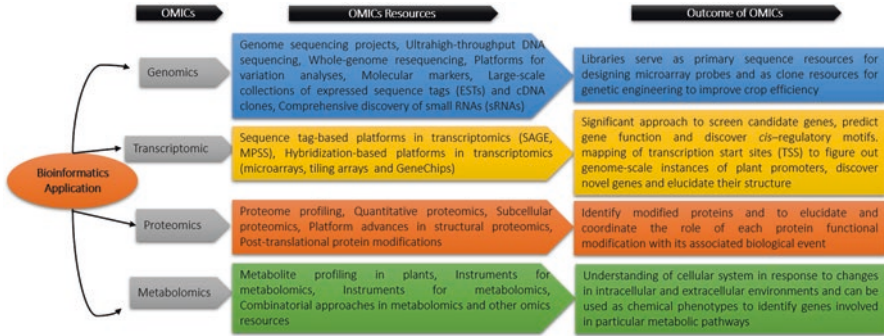 OMICs
OMICs Resources
Outcome of OMICs
Bioinformatics
Application
Genomics
Genome sequencing projects, Ultrahigh-throughput DNA
sequencing, Whole-genome resequencing, Platforms for
variation analyses, Molecular markers, Large-scale
collections of expressed sequence tags (ESTs) and cDNA
clones, Comprehensive discovery of small RNAs (sRNAs)
Libraries serve as primary sequence resources for
designing microarray probes and as clone resources for
genetic engineering to improve crop efficiency
Transcriptomic
Sequence tag-based platforms in transcriptomics (SAGE,
MPSS), Hybridization-based platforms in transcriptomics
(microarrays, tiling arrays and GeneChips)
Significant approach to screen candidate genes, predict
gene function and discover cis–regulatory motifs.
mapping of transcription start sites (TSS) to figure out
genome-scale instances of plant promoters, discover
novel genes and elucidate their structure
Proteomics
Proteome profiling, Quantitative proteomics, Subcellular
proteomics, Platform advances in structural proteomics,
Post-translational protein modifications
Identify modified proteins and to elucidate and
coordinate the role of each protein functional
modification with its associated biological event
Metabolomics
Metabolite profiling in plants, Instruments for
metabolomics, Instruments for metabolomics,
Combinatorial approaches in metabolomics and other omics
resources
Understanding of cellular system in response to changes
in intracellular and extracellular environments and can be
used as chemical phenotypes to identify genes involved
in particular metabolic pathways